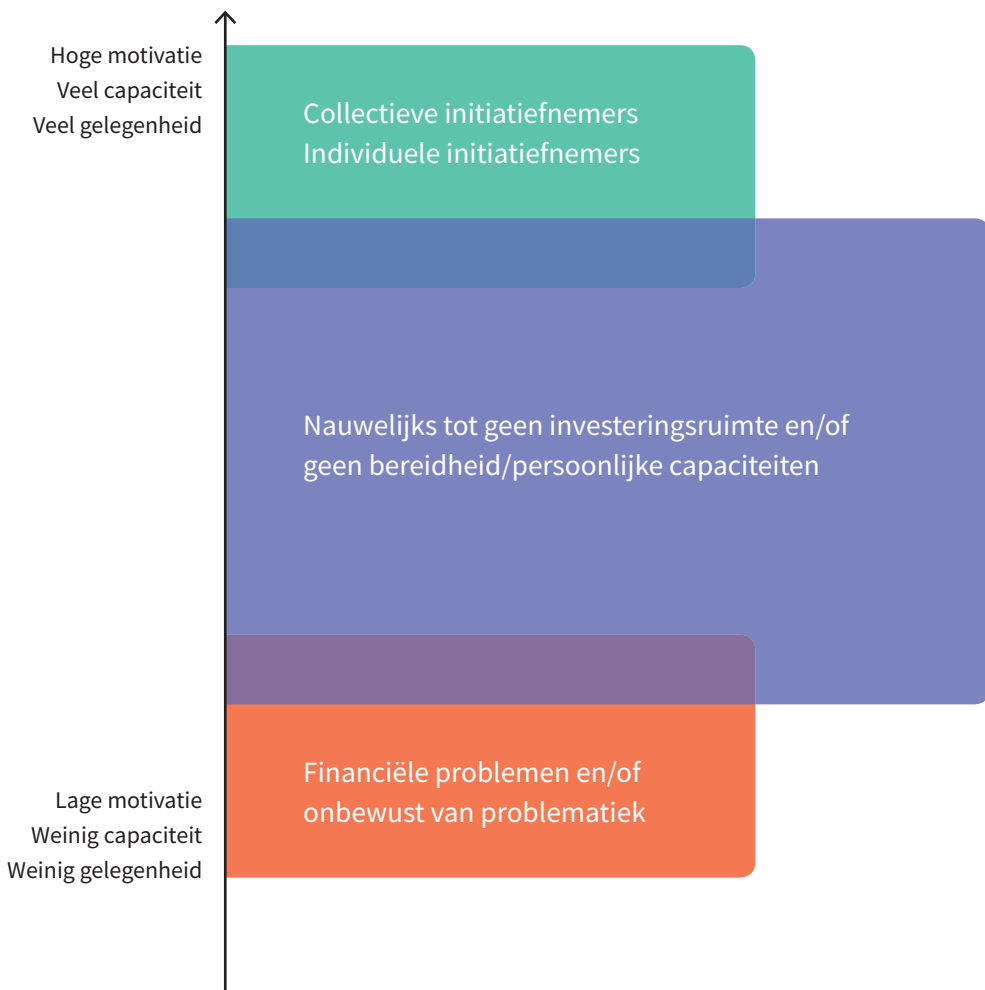 Hoge motivatie
Veel capaciteit
Veel gelegenheid
Collectieve initiatiefnemers
Individuele initiatiefnemers
Nauwelijks tot geen investeringsruimte en/of
geen bereidheid/persoonlijke capaciteiten
Financiële problemen en/of
onbewust van problematiek
Lage motivatie
Weinig capaciteit
Weinig gelegenheid